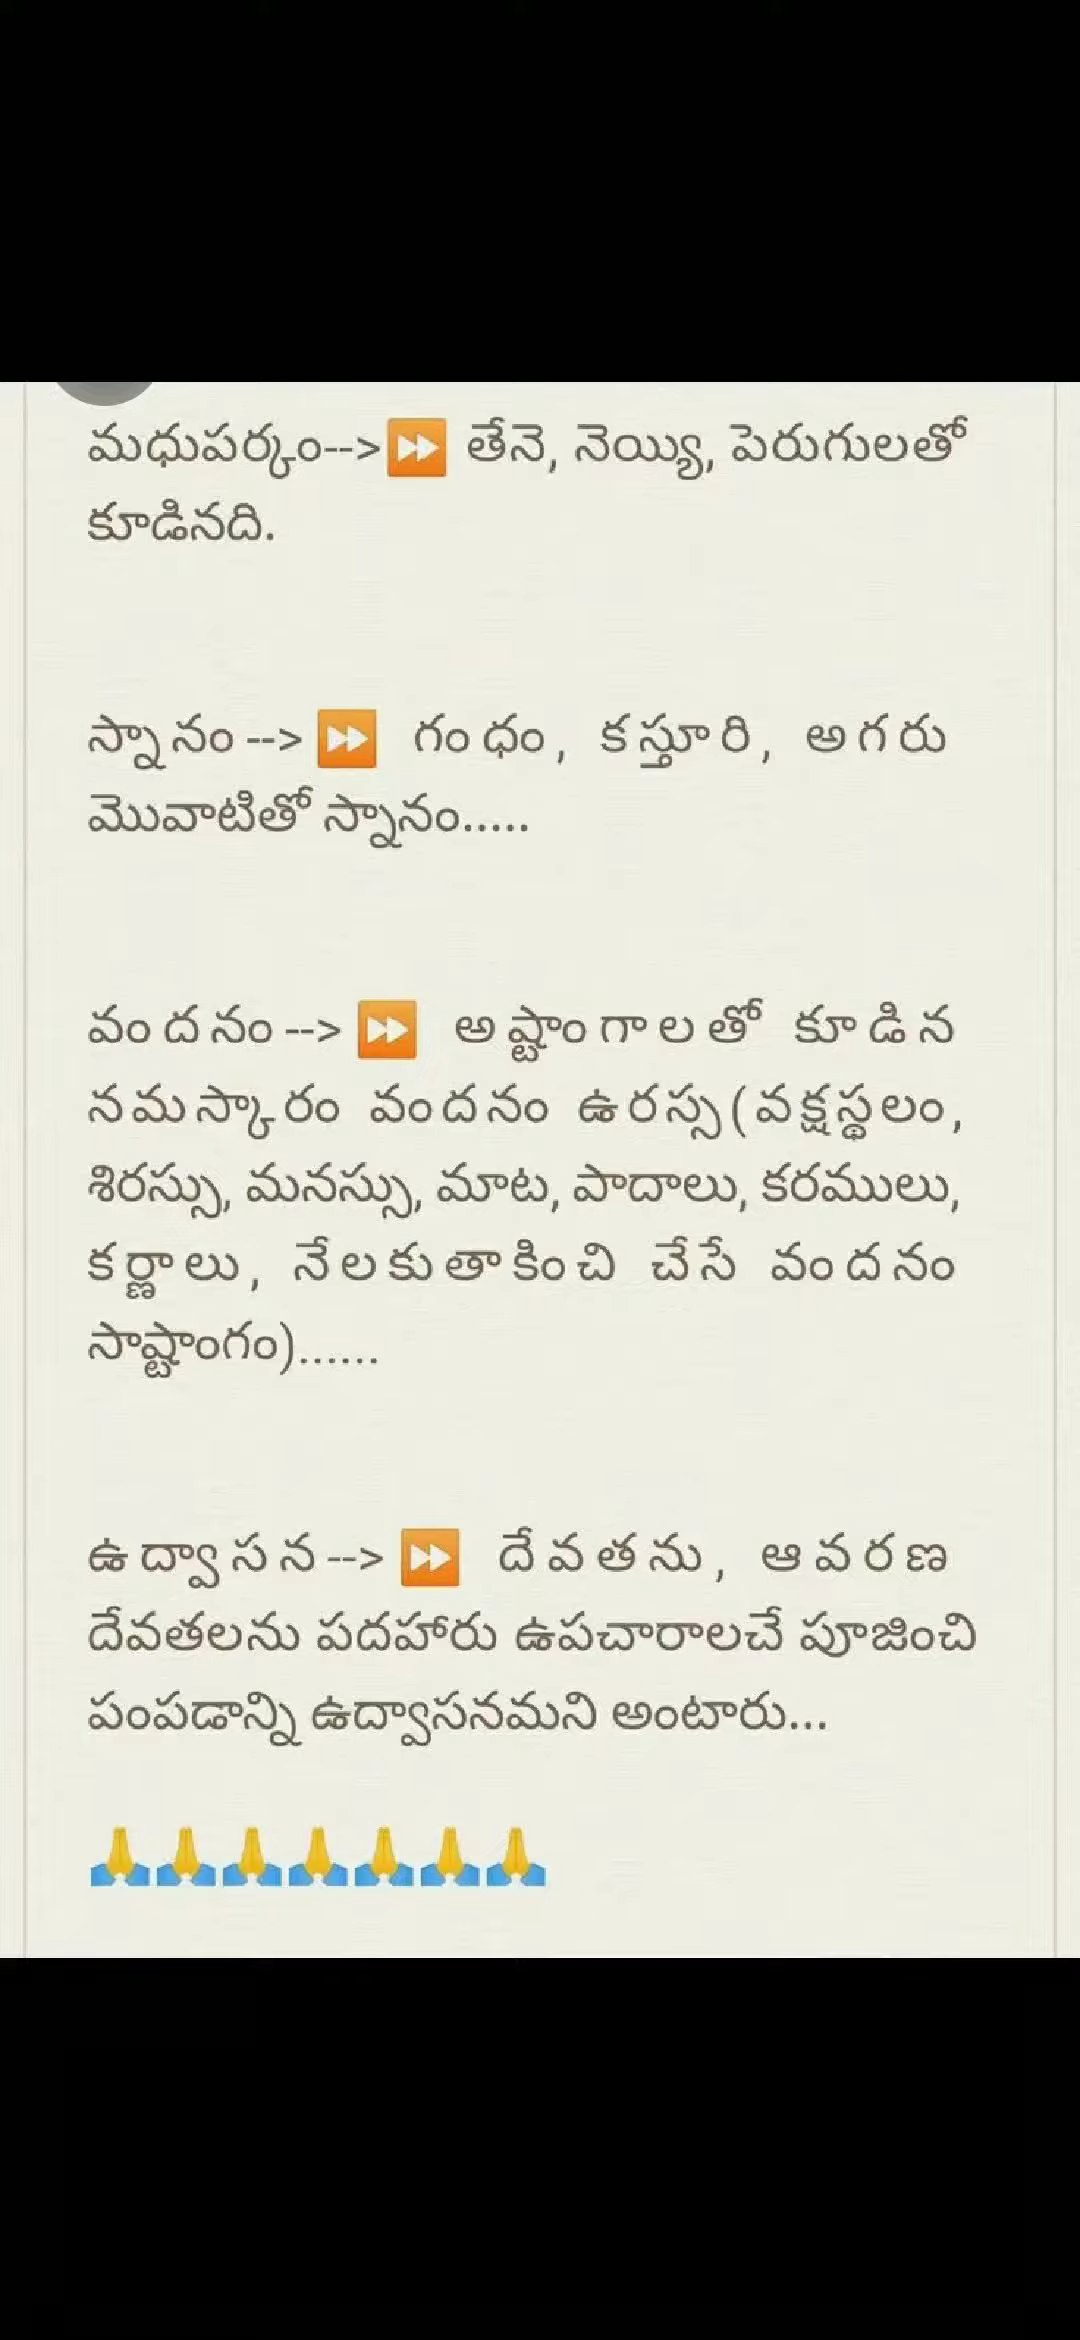 మధుపర్కం-->⏩ తేనె, నెయ్యి, పెరుగులతో
కూడినది.
స్నానం --> ⏩ గంధం, కస్తూరి, అగరు
మొవాటితో స్నానం.....
వందనం --> ⏩ అష్టాంగాలతో కూడిన
నమస్కారం వందనం ఉరస్స(వక్షస్థలం,
శిరస్సు, మనస్సు, మాట, పాదాలు, కరములు,
కర్ణాలు, నేలకుతాకించి చేసే వందనం
సాష్టాంగం)......
ఉద్వాసన --> ⏩ దేవతను, ఆవరణ
దేవతలను పదహారు ఉపచారాలచే పూజించి
పంపడాన్ని ఉద్వాసనమని అంటారు...
🙏🙏🙏🙏🙏🙏🙏